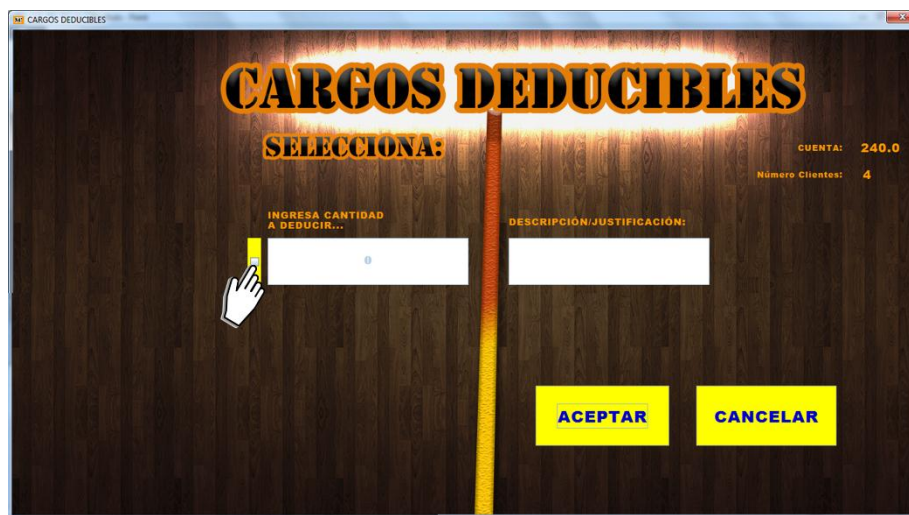 CARGOS DEDUCIBLES
CARGOS DEDUCIBLES
SELECCIONA:
CUENTA: 240.0
Número Clientes: 4
INGRESA CANTIDAD
A DEDUCIR...
DESCRIPCIÓN/JUSTIFICACIÓN:
0
ACEPTAR
CANCELAR